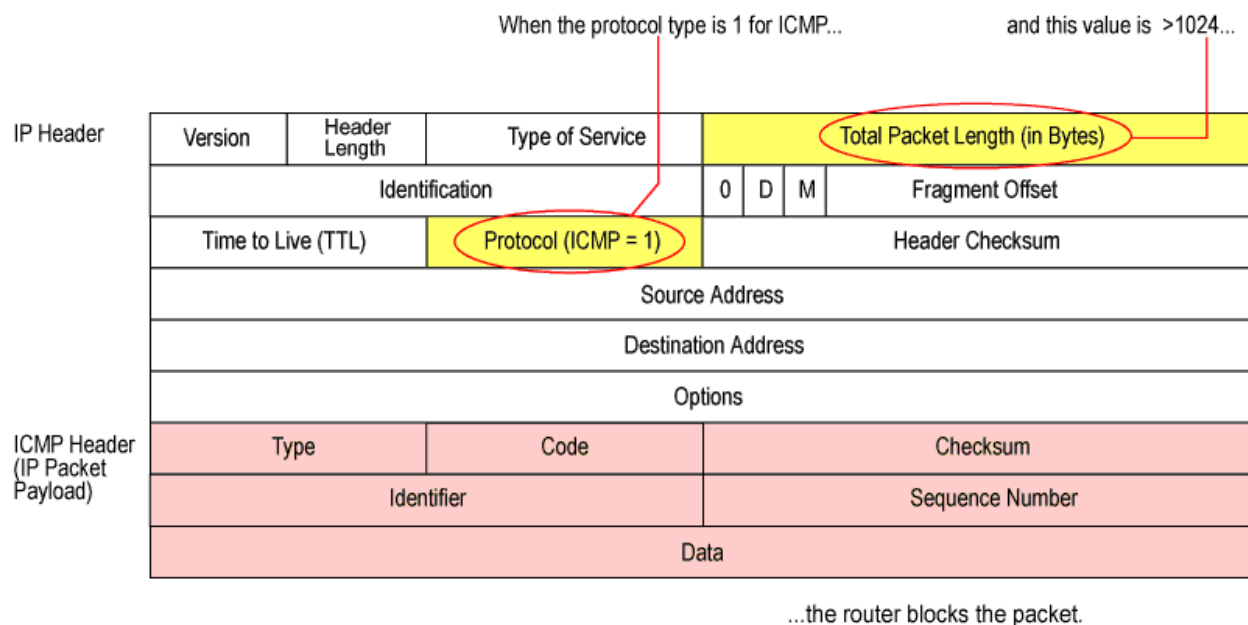 When the protocol type is 1 for ICMP... and this value is >1024...
IP Header
Version Header Length Type of Service Total Packet Length (in Bytes)
Identification 0 D M Fragment Offset
Time to Live (TTL) Protocol (ICMP = 1) Header Checksum
Source Address
Destination Address
Options
ICMP Header
(IP Packet
Payload)
Type Code Checksum
Identifier Sequence Number
Data
...the router blocks the packet.